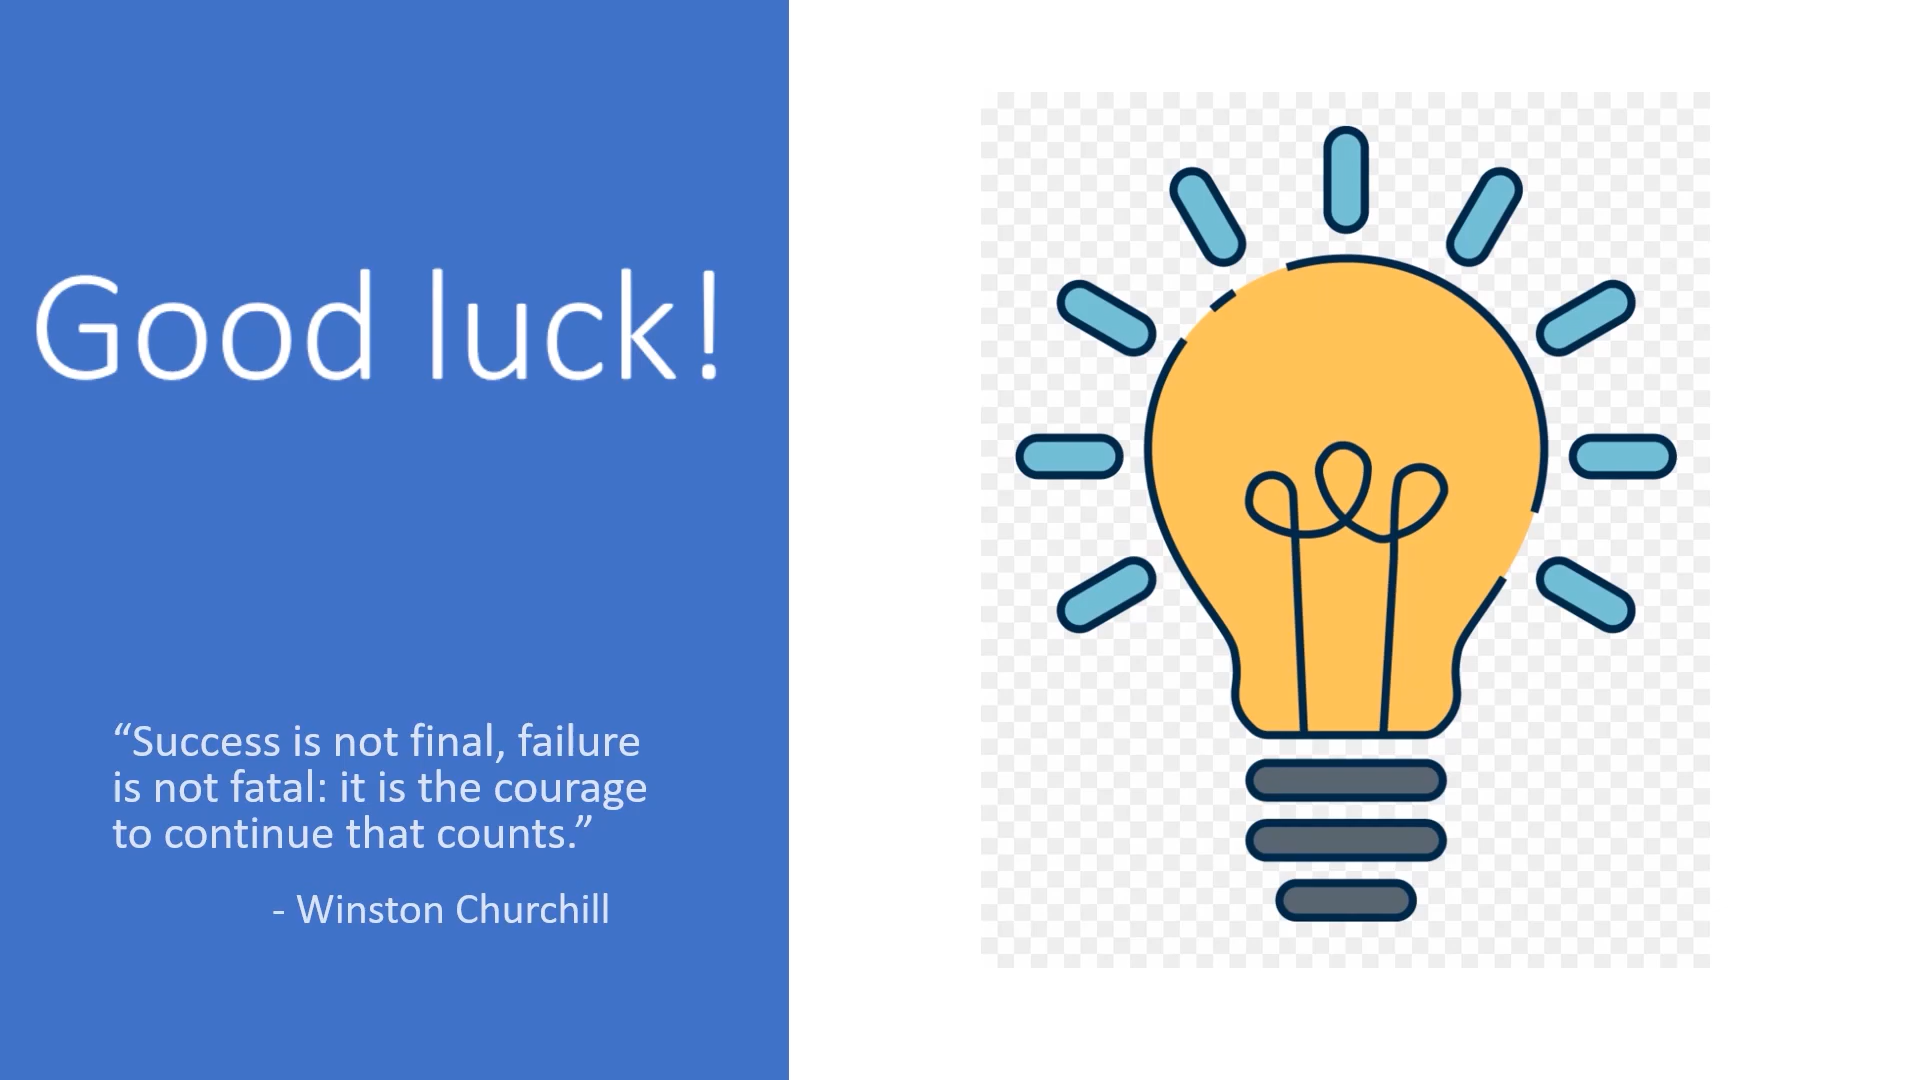 Good luck!
“Success is not final, failure
is not fatal: it is the courage
to continue that counts.”
- Winston Churchill